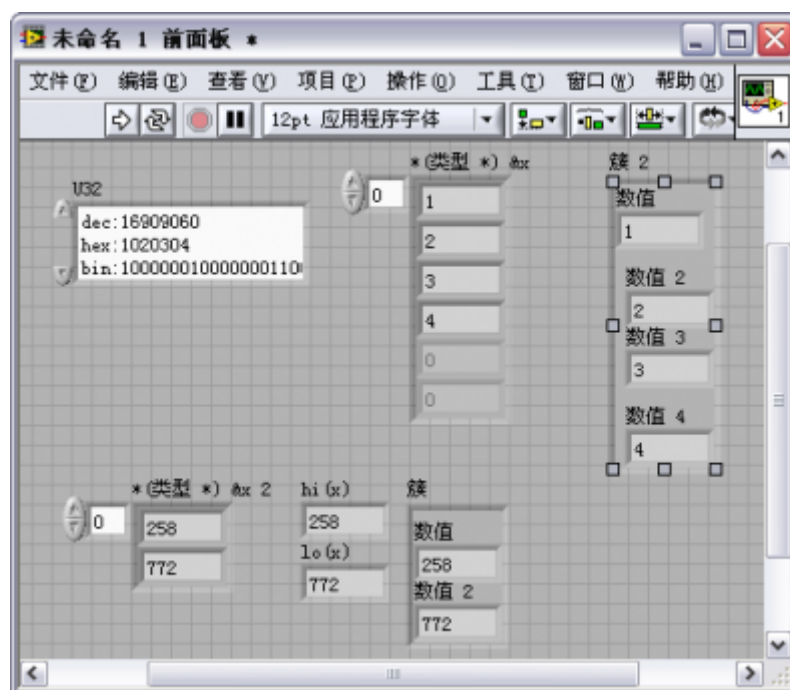 未命名 1 前面板 *
文件(F) 编辑(E) 查看(V) 项目(P) 操作(O) 工具(T) 窗口(W) 帮助(H)
12pt 应用程序字体
1
U32
dec:16909060
hex:1020304
*(类型 *) &x
0
1
2
3
4
0
0
簇 2
数值
1
数值 2
2
数值 3
3
数值 4
4
*(类型 *) &x 2
0
258
772
hi(x)
258
lo(x)
772
簇
数值
258
数值 2
772